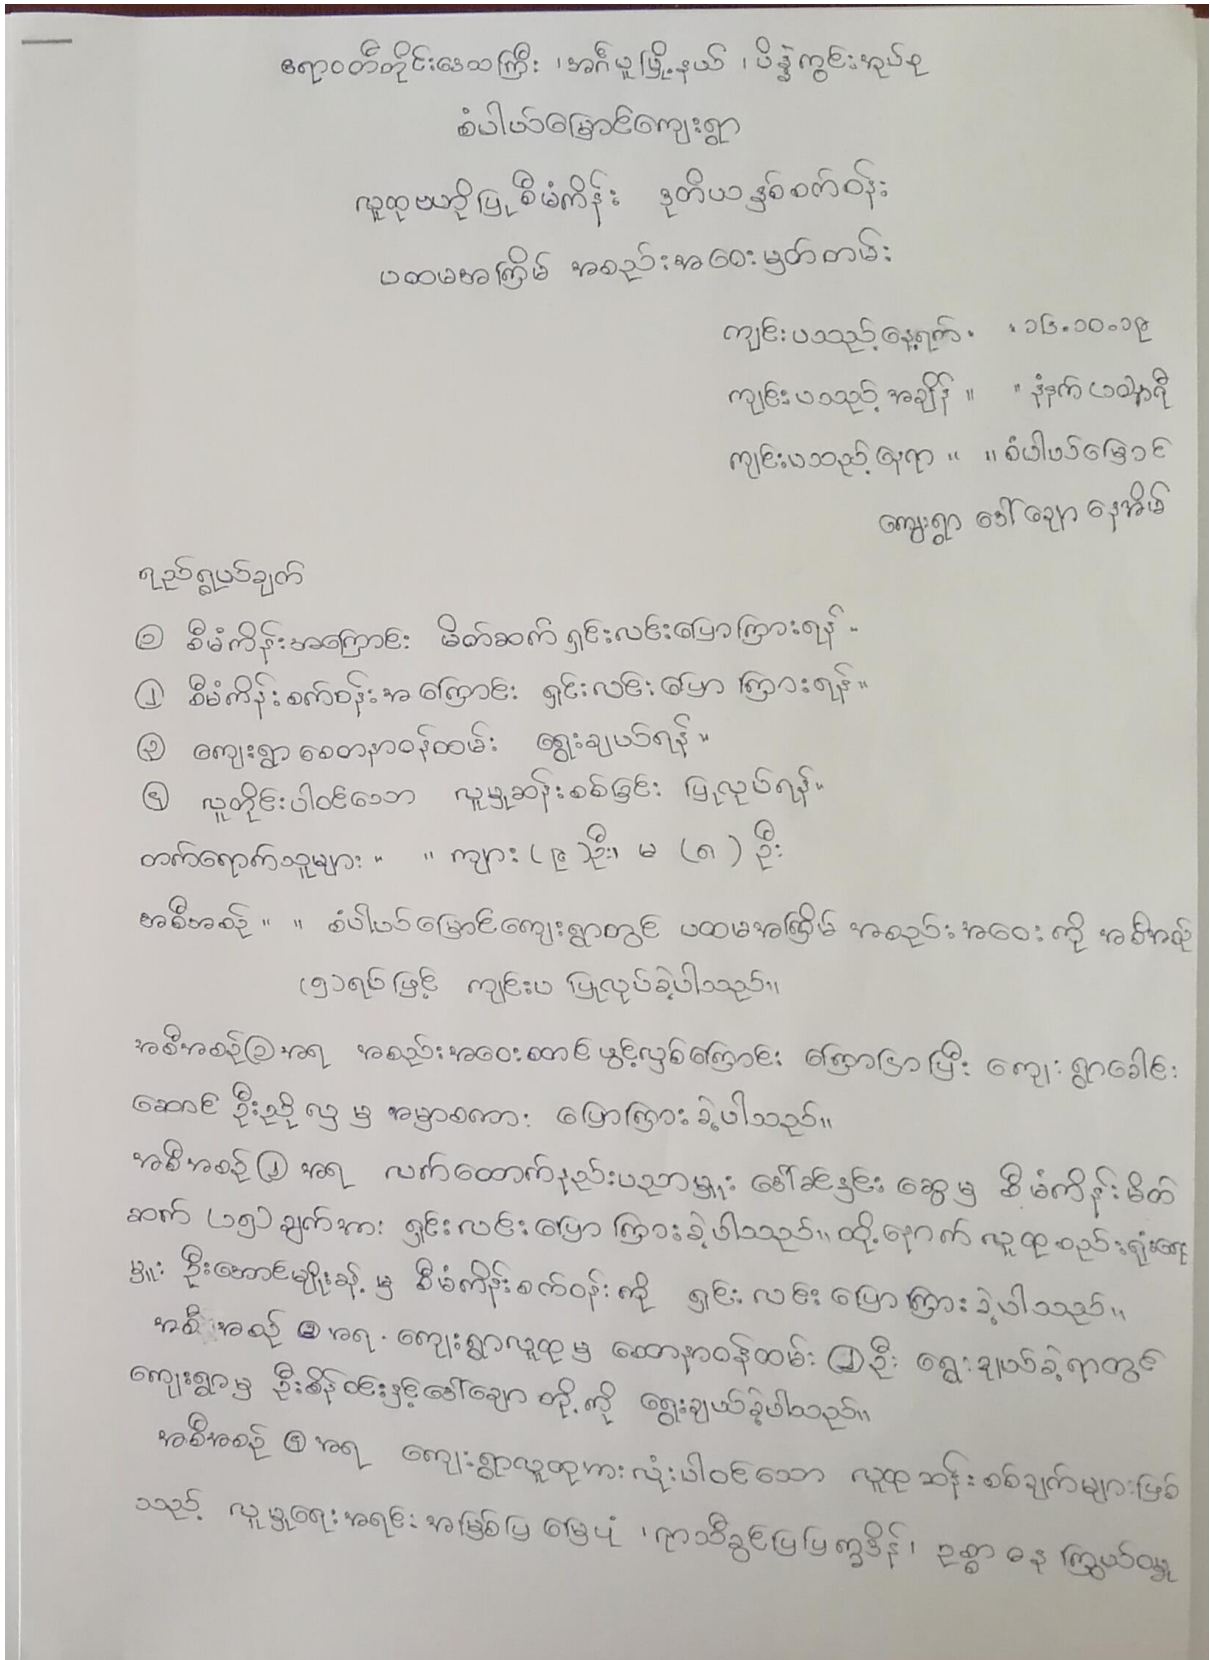 ဧရာဝတီတိုင်းဒေသကြီး ၊အင်္ဂပူမြို့နယ် ၊ပိန္နဲကွင်းအုပ်စု
စံပါယ်မြောင်ကျေးရွာ
လူထုဗဟိုပြုစီမံကိန်း ဒုတိယနှစ်စက်ဝန်း
ပထမအကြိမ် အစည်းအဝေးမှတ်တမ်း
ကျင်းပသည့်နေ့ရက်။ ။၁၆.၁၀.၁၉
ကျင်းပသည့်အချိန်။ ။နံနက် ၇နာရီ
ကျင်းပသည့်နေရာ။ ။စံပါယ်မြောင်
ကျေးရွာ ဒေါ်ချော နေအိမ်
ရည်ရွယ်ချက်
၁ စီမံကိန်းအကြောင်း မိတ်ဆက် ရှင်းလင်းပြောကြားရန်။
၂ စီမံကိန်းစက်ဝန်းအကြောင်း ရှင်းလင်းပြောကြားရန်။
၃ ကျေးရွာစေတနာဝန်ထမ်း ရွေးချယ်ရန်။
၄ လူတိုင်းပါဝင်သော လူမှုဆန်းစစ်ခြင်း ပြုလုပ်ရန်။
တက်ရောက်သူများ။ ။ကျား (၉)ဦး၊ မ (၈) ဦး
အစီအစဉ်။ ။ စံပါယ်မြောင်ကျေးရွာတွင် ပထမအကြိမ် အစည်းအဝေးကို အစီအစဉ်
(၅)ရပ်ဖြင့် ကျင်းပ ပြုလုပ်ခဲ့ပါသည်။
အစီအစဉ်(၁)အရ အစည်းအဝေးစတင်ဖွင့်လှစ်ကြောင်း ကြေငြာပြီး ကျေးရွာခေါင်း
ဆောင် ဦးညိုလှမှ အမှာစကား ပြောကြားခဲ့ပါသည်။
အစီအစဉ်(၂)အရ လက်ထောက်နည်းပညာမှူး ဒေါ်ခင်နှင်းဆွေမှ စီမံကိန်းမိတ်
ဆက် (၁၅)ချက်အား ရှင်းလင်းပြောကြားခဲ့ပါသည်။ထို့နောက်လူထုစည်းရုံးရေး
မှူး ဦးအောင်မျိုးခန့်မှ စီမံကိန်းစက်ဝန်းကို ရှင်းလင်းပြောကြားခဲ့ပါသည်။
အစီအစဉ် ၃ အရ ကျေးရွာလူထုမှ စေတနာဝန်ထမ်း (၂)ဦး ရွေးချယ်ခဲ့ရာတွင်
ကျေးရွာမှ ဦးစိန်ဝင်းနှင့်ဒေါ်ချော တို့ကို ရွေးချယ်ခဲ့ပါသည်။
အစီအစဉ် ၄ အရ ကျေးရွာလူထုအားလုံးပါဝင်သော လူထုဆန်းစစ်ချက်များဖြစ်
သည့် လူမှုရေးအရင်းအမြစ်ပြမြေပုံ ၊ရာသီခွင်ပြပြက္ခဒိန်၊ ဥစ္စာဓနကြွယ်ဝမှု